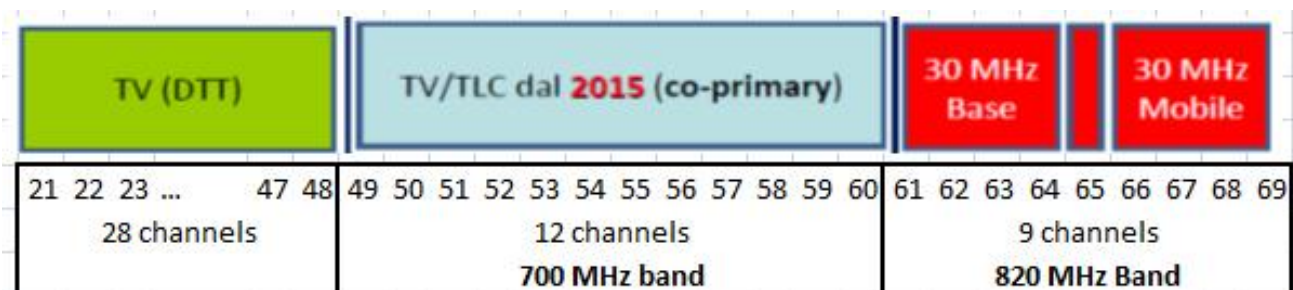 TV (DTT)
TV/TLC dal 2015 (co-primary)
30 MHz
Base
30 MHz
Mobile
21 22 23 ... 47 48 49 50 51 52 53 54 55 56 57 58 59 60 61 62 63 64 65 66 67 68 69
28 channels 12 channels 9 channels
700 MHz band 820 MHz Band